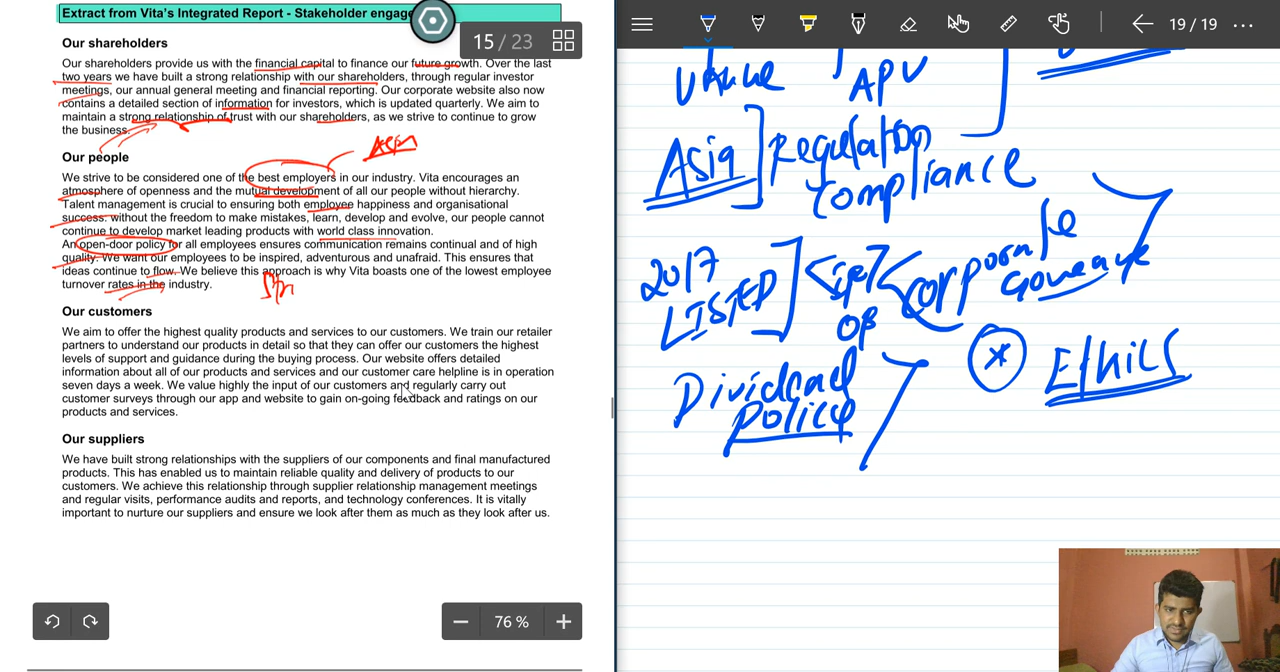 Extract from Vita's Integrated Report - Stakeholder engage
15 / 23
Our shareholders
Our shareholders provide us with the financial capital to finance our future growth. Over the last
two years we have built a strong relationship with our shareholders, through regular investor
meetings, our annual general meeting and financial reporting. Our corporate website also now
contains a detailed section of information for investors, which is updated quarterly. We aim to
maintain a strong relationship of trust with our shareholders, as we strive to continue to grow
the business.
Our people
We strive to be considered one of the best employers in our industry. Vita encourages an
atmosphere of openness and the mutual development of all our people without hierarchy.
Talent management is crucial to ensuring both employee happiness and organisational
success: without the freedom to make mistakes, learn, develop and evolve, our people cannot
continue to develop market leading products with world class innovation.
An open-door policy for all employees ensures communication remains continual and of high
quality. We want our employees to be inspired, adventurous and unafraid. This ensures that
ideas continue to flow. We believe this approach is why Vita boasts one of the lowest employee
turnover rates in the industry.
Our customers
We aim to offer the highest quality products and services to our customers. We train our retailer
partners to understand our products in detail so that they can offer our customers the highest
levels of support and guidance during the buying process. Our website offers detailed
information about all of our products and services and our customer care helpline is in operation
seven days a week. We value highly the input of our customers and regularly carry out
customer surveys through our app and website to gain on-going feedback and ratings on our
products and services.
Our suppliers
We have built strong relationships with the suppliers of our components and final manufactured
products. This has enabled us to maintain reliable quality and delivery of products to our
customers. We achieve this relationship through supplier relationship management meetings
and regular visits, performance audits and reports, and technology conferences. It is vitally
important to nurture our suppliers and ensure we look after them as much as they look after us.
76 %
19 / 19
Value
APV
Asia
Regulation
Compliance
2017
LISTED
Corporate
Dividend
Policy
Ethics